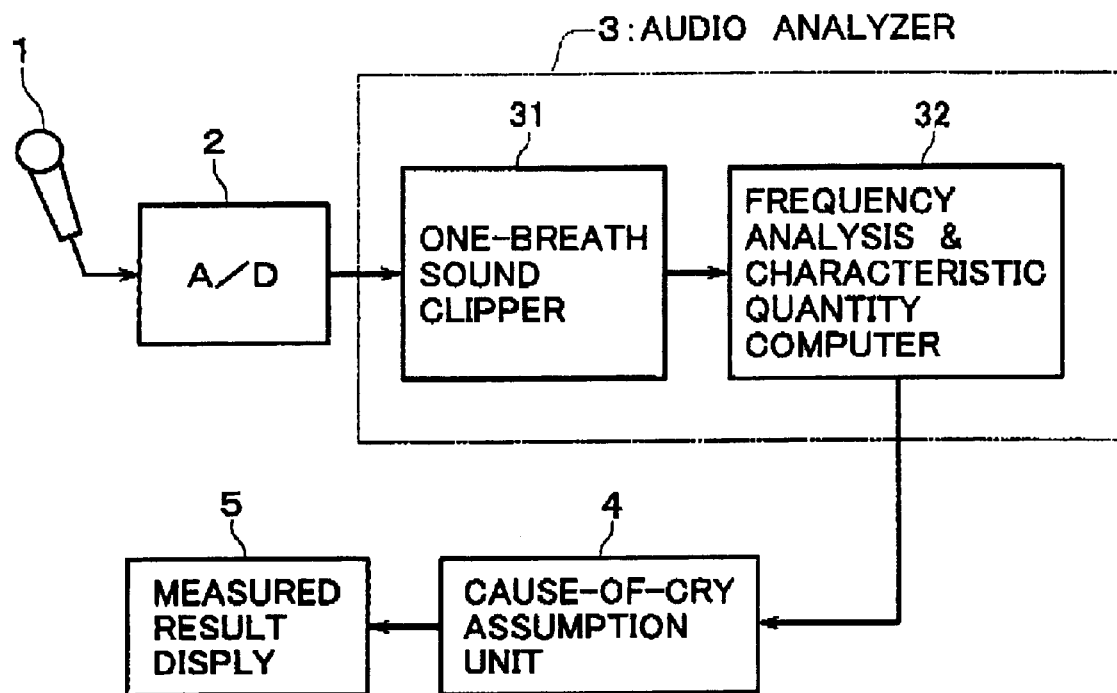 3:AUDIO ANALYZER
1
2
31
32
A/D
ONE-BREATH
SOUND
CLIPPER
FREQUENCY
ANALYSIS &
CHARACTERISTIC
QUANTITY
COMPUTER
5
4
MEASURED
RESULT
DISPLY
CAUSE-OF-CRY
ASSUMPTION
UNIT